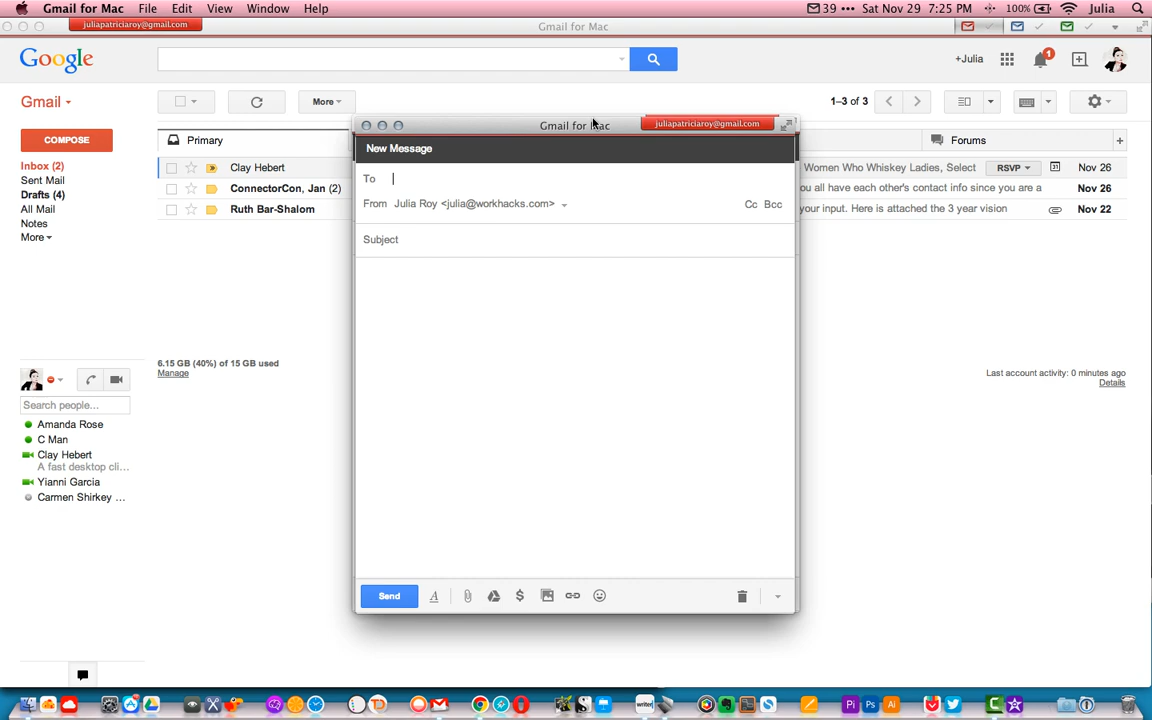 Gmail for Mac File Edit View Window Help 39 Sat Nov 29 7:25 PM 100% Julia
juliapatriciaroy@gmail.com Gmail for Mac
Google +Julia 1
Gmail More 1–3 of 3
Gmail for Mac juliapatriciaroy@gmail.com
COMPOSE Primary Forums
New Message
Inbox (2) Clay Hebert Women Who Whiskey Ladies, Select RSVP 31 Nov 26
To
Sent Mail
Drafts (4) ConnectorCon, Jan (2) ou all have each other's contact info since you are a Nov 26
From Julia Roy <julia@workhacks.com> Cc Bcc
All Mail Ruth Bar-Shalom your input. Here is attached the 3 year vision Nov 22
Notes
More
Subject
6.15 GB (40%) of 15 GB used
Manage
Last account activity: 0 minutes ago
Details
Search people...
Amanda Rose
C Man
Clay Hebert
A fast desktop cli...
Yianni Garcia
Carmen Shirkey ...
Send
writer
Pi Ps Ai